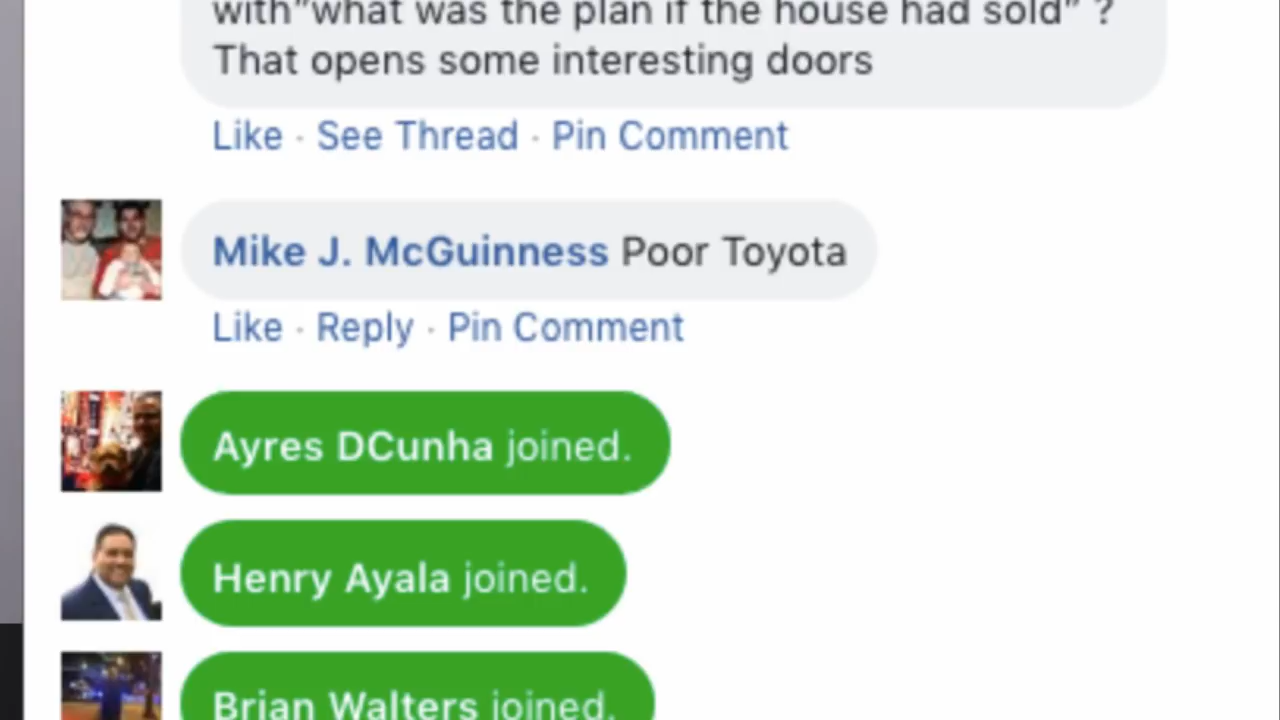 with"what was the plan if the house had sold" ?
That opens some interesting doors
Like · See Thread · Pin Comment
Mike J. McGuinness Poor Toyota
Like · Reply · Pin Comment
Ayres DCunha joined.
Henry Ayala joined.
Brian Walters joined.